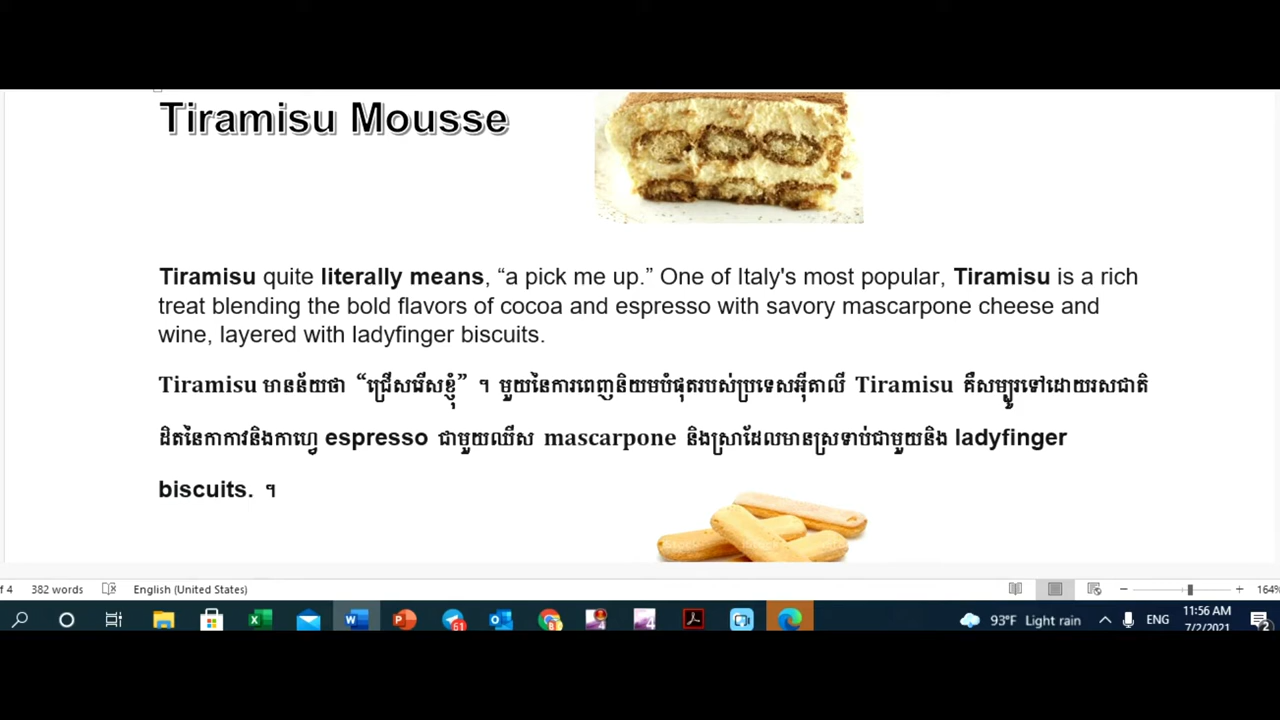 Tiramisu Mousse
Tiramisu quite literally means, “a pick me up.” One of Italy's most popular, Tiramisu is a rich
treat blending the bold flavors of cocoa and espresso with savory mascarpone cheese and
wine, layered with ladyfinger biscuits.
Tiramisu មានន័យថា “ជ្រើសរើសខ្ញុំ” ។ មួយនៃការពេញនិយមបំផុតរបស់ប្រទេសអ៊ីតាលី Tiramisu គឺសម្បូរទៅដោយរសជាតិ
ដិតនៃកាកាវនិងកាហ្វេ espresso ជាមួយឈីស mascarpone និងស្រាដែលមានស្រទាប់ជាមួយនិង ladyfinger
biscuits. ។
f 4 382 words English (United States) 164%
61 4 4 93°F Light rain ENG 11:56 AM
7/2/2021 2